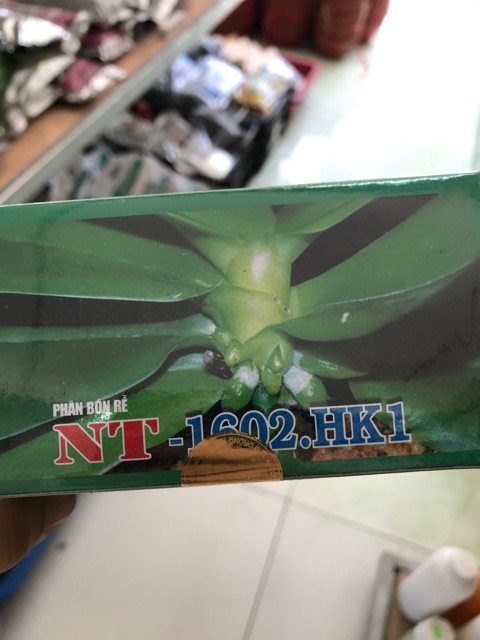 PHÂN BÓN RỄ
NT -1602.HK1